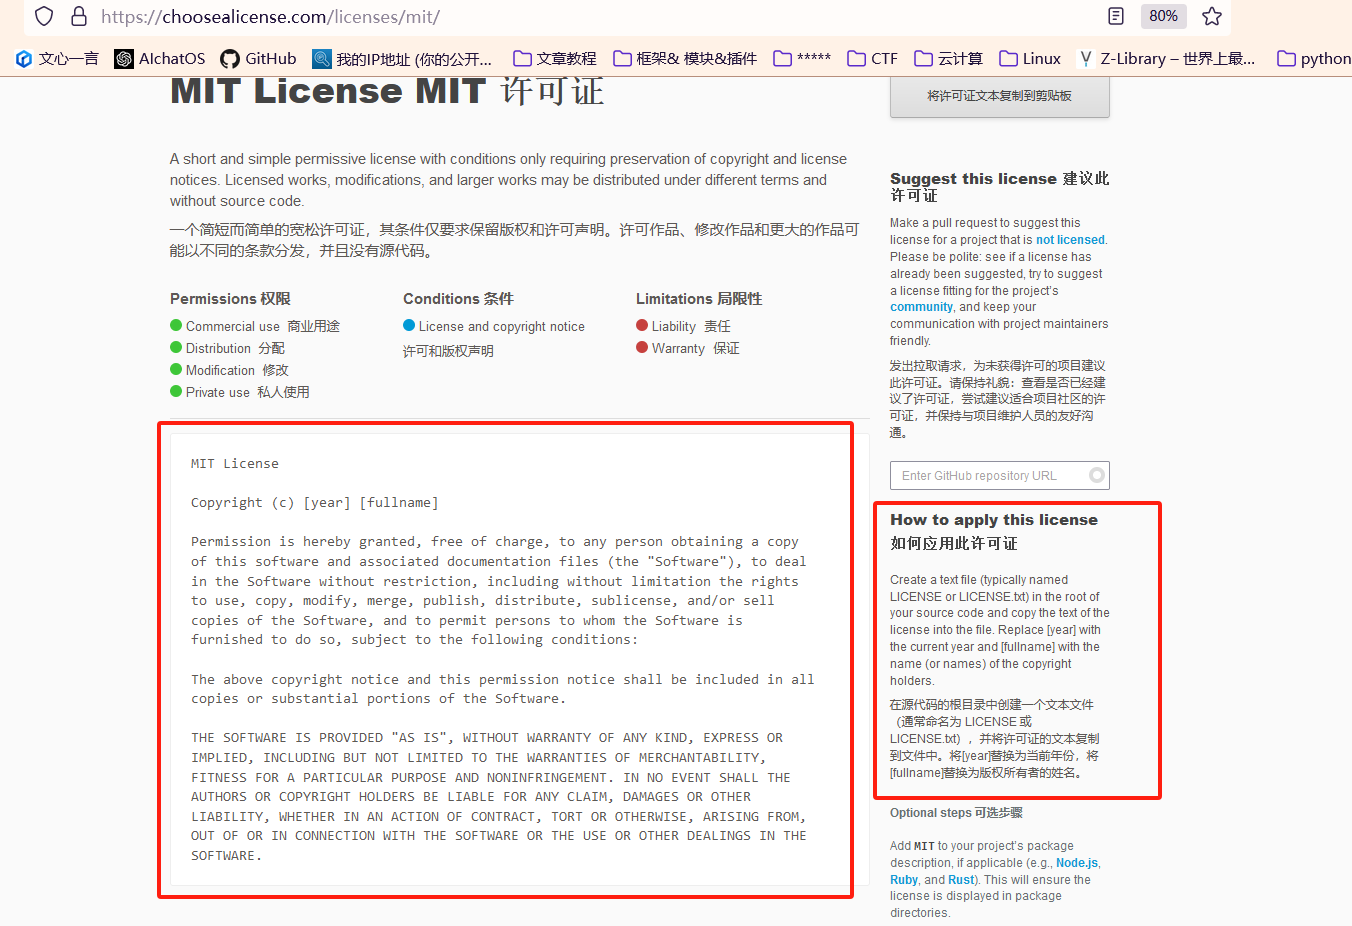 https://choosealicense.com/licenses/mit/
80%
文心一言
AIchatOS
GitHub
我的IP地址 (你的公开...
文章教程
框架& 模块&插件
*****
CTF
云计算
Linux
Z-Library – 世界上最...
python
MIT License MIT 许可证
A short and simple permissive license with conditions only requiring preservation of copyright and license
notices. Licensed works, modifications, and larger works may be distributed under different terms and
without source code.
一个简短而简单的宽松许可证，其条件仅要求保留版权和许可声明。许可作品、修改作品和更大的作品可
能以不同的条款分发，并且没有源代码。
Permissions 权限
Commercial use 商业用途
Distribution 分配
Modification 修改
Private use 私人使用
Conditions 条件
License and copyright notice
许可和版权声明
Limitations 局限性
Liability 责任
Warranty 保证
MIT License
Copyright (c) [year] [fullname]
Permission is hereby granted, free of charge, to any person obtaining a copy
of this software and associated documentation files (the "Software"), to deal
in the Software without restriction, including without limitation the rights
to use, copy, modify, merge, publish, distribute, sublicense, and/or sell
copies of the Software, and to permit persons to whom the Software is
furnished to do so, subject to the following conditions:
The above copyright notice and this permission notice shall be included in all
copies or substantial portions of the Software.
THE SOFTWARE IS PROVIDED "AS IS", WITHOUT WARRANTY OF ANY KIND, EXPRESS OR
IMPLIED, INCLUDING BUT NOT LIMITED TO THE WARRANTIES OF MERCHANTABILITY,
FITNESS FOR A PARTICULAR PURPOSE AND NONINFRINGEMENT. IN NO EVENT SHALL THE
AUTHORS OR COPYRIGHT HOLDERS BE LIABLE FOR ANY CLAIM, DAMAGES OR OTHER
LIABILITY, WHETHER IN AN ACTION OF CONTRACT, TORT OR OTHERWISE, ARISING FROM,
OUT OF OR IN CONNECTION WITH THE SOFTWARE OR THE USE OR OTHER DEALINGS IN THE
SOFTWARE.
将许可证文本复制到剪贴板
Suggest this license 建议此
许可证
Make a pull request to suggest this
license for a project that is not licensed.
Please be polite: see if a license has
already been suggested, try to suggest
a license fitting for the project's
community, and keep your
communication with project maintainers
friendly.
发出拉取请求，为未获得许可的项目建议
此许可证。请保持礼貌：查看是否已经建
议了许可证，尝试建议适合项目社区的许
可证，并保持与项目维护人员的友好沟
通。
Enter GitHub repository URL
How to apply this license
如何应用此许可证
Create a text file (typically named
LICENSE or LICENSE.txt) in the root of
your source code and copy the text of the
license into the file. Replace [year] with
the current year and [fullname] with the
name (or names) of the copyright
holders.
在源代码的根目录中创建一个文本文件
（通常命名为 LICENSE 或
LICENSE.txt），并将许可证的文本复制
到文件中。将[year]替换为当前年份，将
[fullname]替换为版权所有者的姓名。
Optional steps 可选步骤
Add MIT to your project's package
description, if applicable (e.g., Node.js,
Ruby, and Rust). This will ensure the
license is displayed in package
directories.